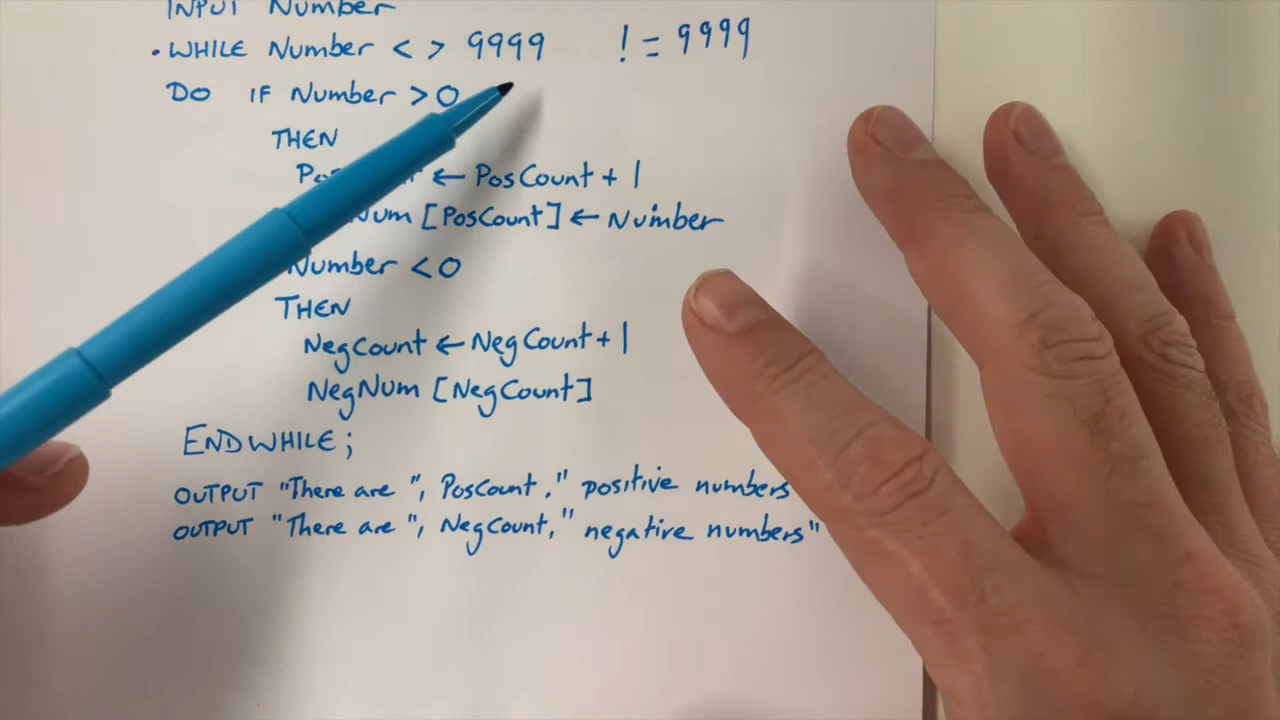 INPUT Number
• WHILE Number < > 9999 != 9999
DO IF Number > 0
THEN
← PosCount + 1
[PosCount] ← Number
Number < 0
THEN
NegCount ← NegCount + 1
NegNum [NegCount]
ENDWHILE;
OUTPUT "There are ", PosCount, " positive numbers
OUTPUT "There are ", NegCount, " negative numbers"